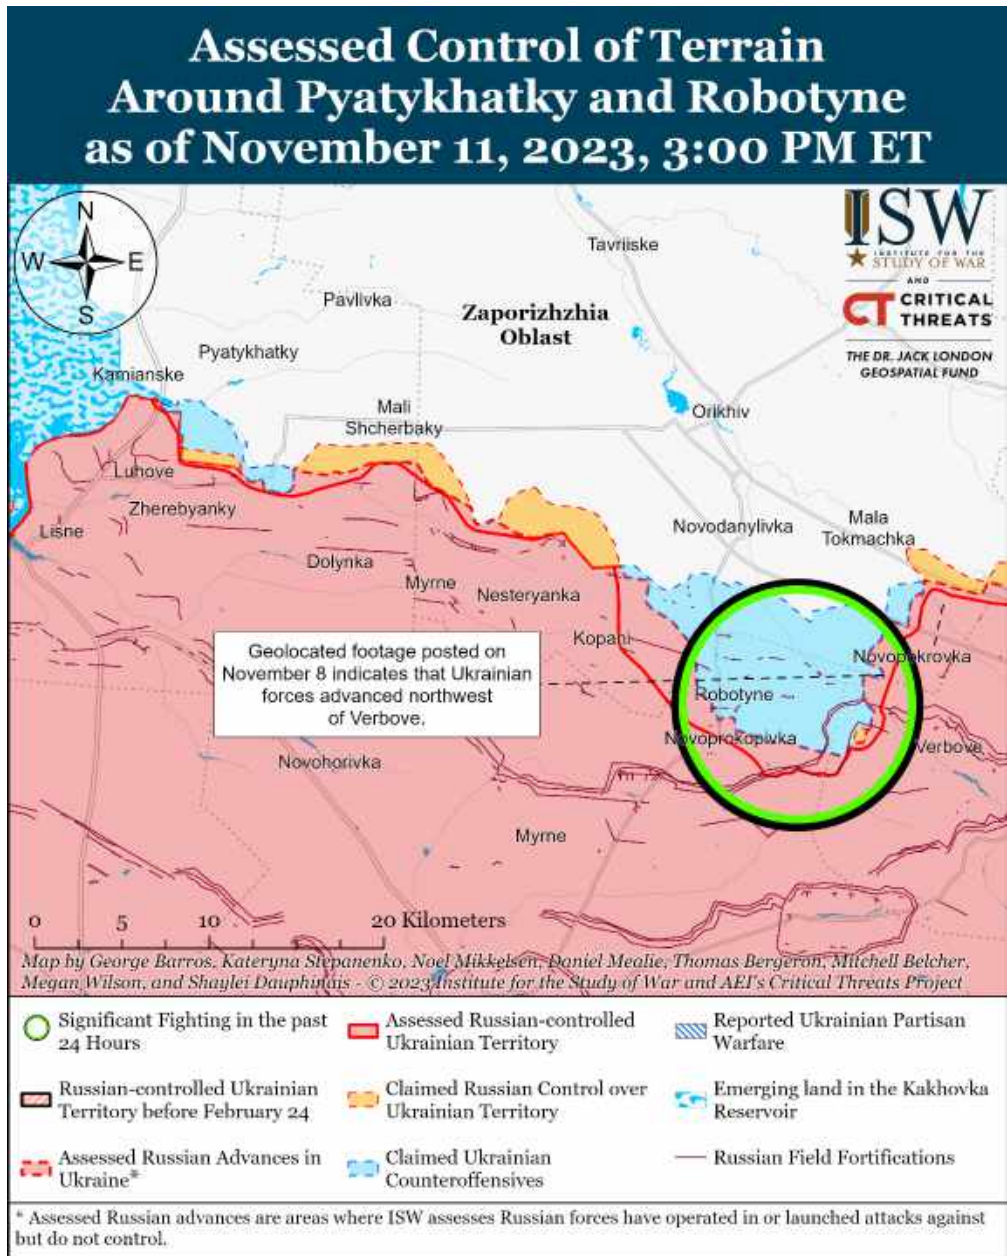 Assessed Control of Terrain
Around Pyatykhatky and Robotyne
as of November 11, 2023, 3:00 PM ET
N
W E
S
ISW
INSTITUTE FOR THE
STUDY OF WAR
AND
CT CRITICAL
THREATS
THE DR. JACK LONDON
GEOSPATIAL FUND
Tavriiske
Pavlivka
Zaporizhzhia
Oblast
Pyatykhatky
Kamianske
Mali
Shcherbaky
Orikhiv
Luhove
Zherebyanky
Lisne
Novodanylivka
Mala
Tokmachka
Dolynka
Myrne
Nesteryanka
Kopani
Novopokrovka
Geolocated footage posted on
November 8 indicates that Ukrainian
forces advanced northwest
of Verbove.
Robotyne
Novoprokopivka
Verbove
Novohorivka
Myrne
0 5 10 20 Kilometers
Map by George Barros, Kateryna Stepanenko, Noel Mikkelsen, Daniel Mealie, Thomas Bergeron, Mitchell Belcher,
Megan Wilson, and Shaylei Dauphinais - © 2023 Institute for the Study of War and AEI's Critical Threats Project
Significant Fighting in the past
24 Hours
Assessed Russian-controlled
Ukrainian Territory
Reported Ukrainian Partisan
Warfare
Russian-controlled Ukrainian
Territory before February 24
Claimed Russian Control over
Ukrainian Territory
Emerging land in the Kakhovka
Reservoir
Assessed Russian Advances in
Ukraine*
Claimed Ukrainian
Counteroffensives
Russian Field Fortifications
* Assessed Russian advances are areas where ISW assesses Russian forces have operated in or launched attacks against
but do not control.